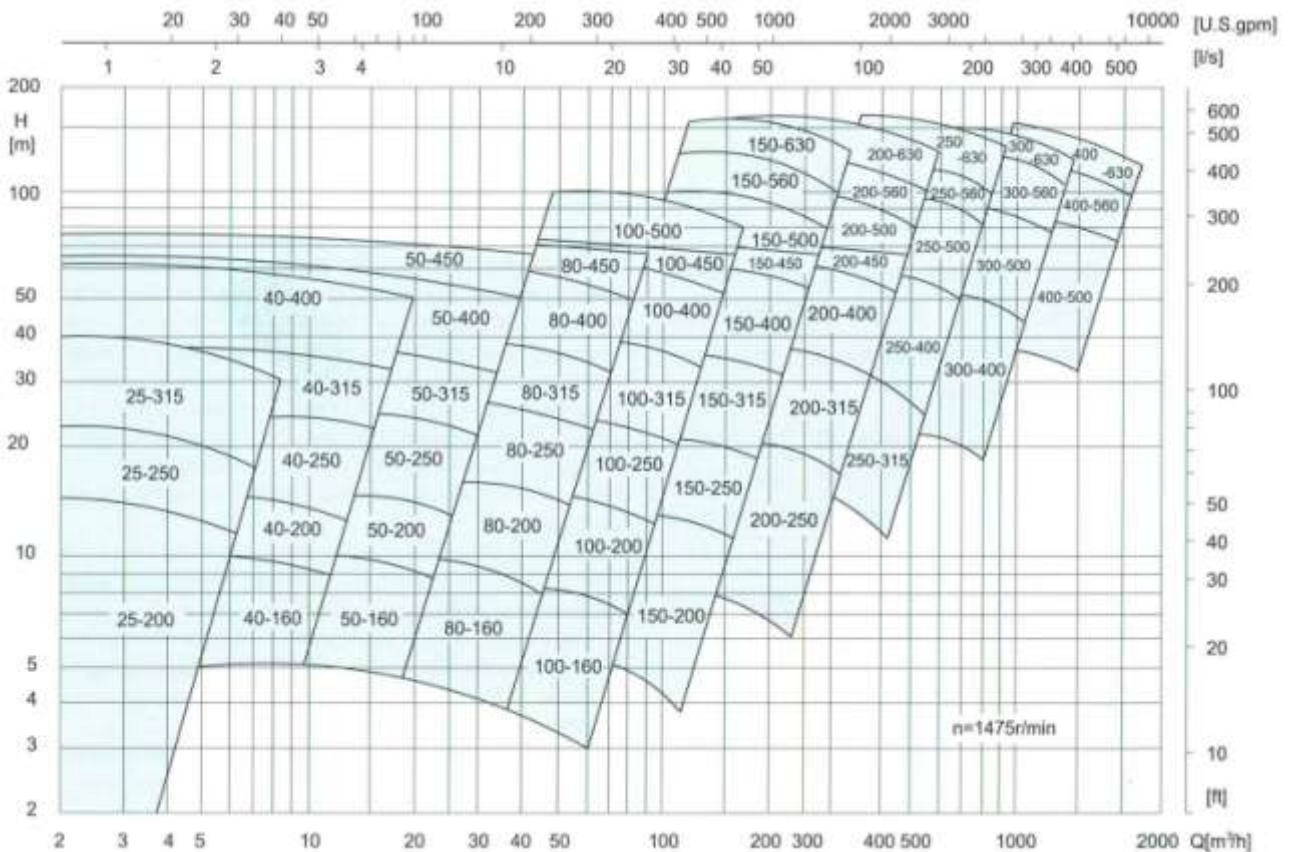 20 30 40 50 100 200 300 400 500 1000 2000 3000 10000 [U.S.gpm]
1 2 3 4 10 20 30 40 50 100 200 300 400 500 [l/s]
200
H
[m]
600
500
400
300
200
100
50
40
30
20
10
[ft]
100
50
40
30
20
10
5
4
3
2
150-630 200-630 250 -630 300 -630 400 -630
150-560 200-560 250-560 300-560 400-560
100-500 150-500 200-500 250-500 300-500 400-500
50-450 80-450 100-450 150-450 200-450
40-400 50-400 80-400 100-400 150-400 200-400 250-400 300-400
25-315 40-315 50-315 80-315 100-315 150-315 200-315 250-315
25-250 40-250 50-250 80-250 100-250 150-250 200-250
40-200 50-200 80-200 100-200
25-200 40-160 50-160 80-160 150-200
100-160
n=1475r/min
2 3 4 5 10 20 30 40 50 100 200 300 400 500 1000 2000 Q[m³/h]